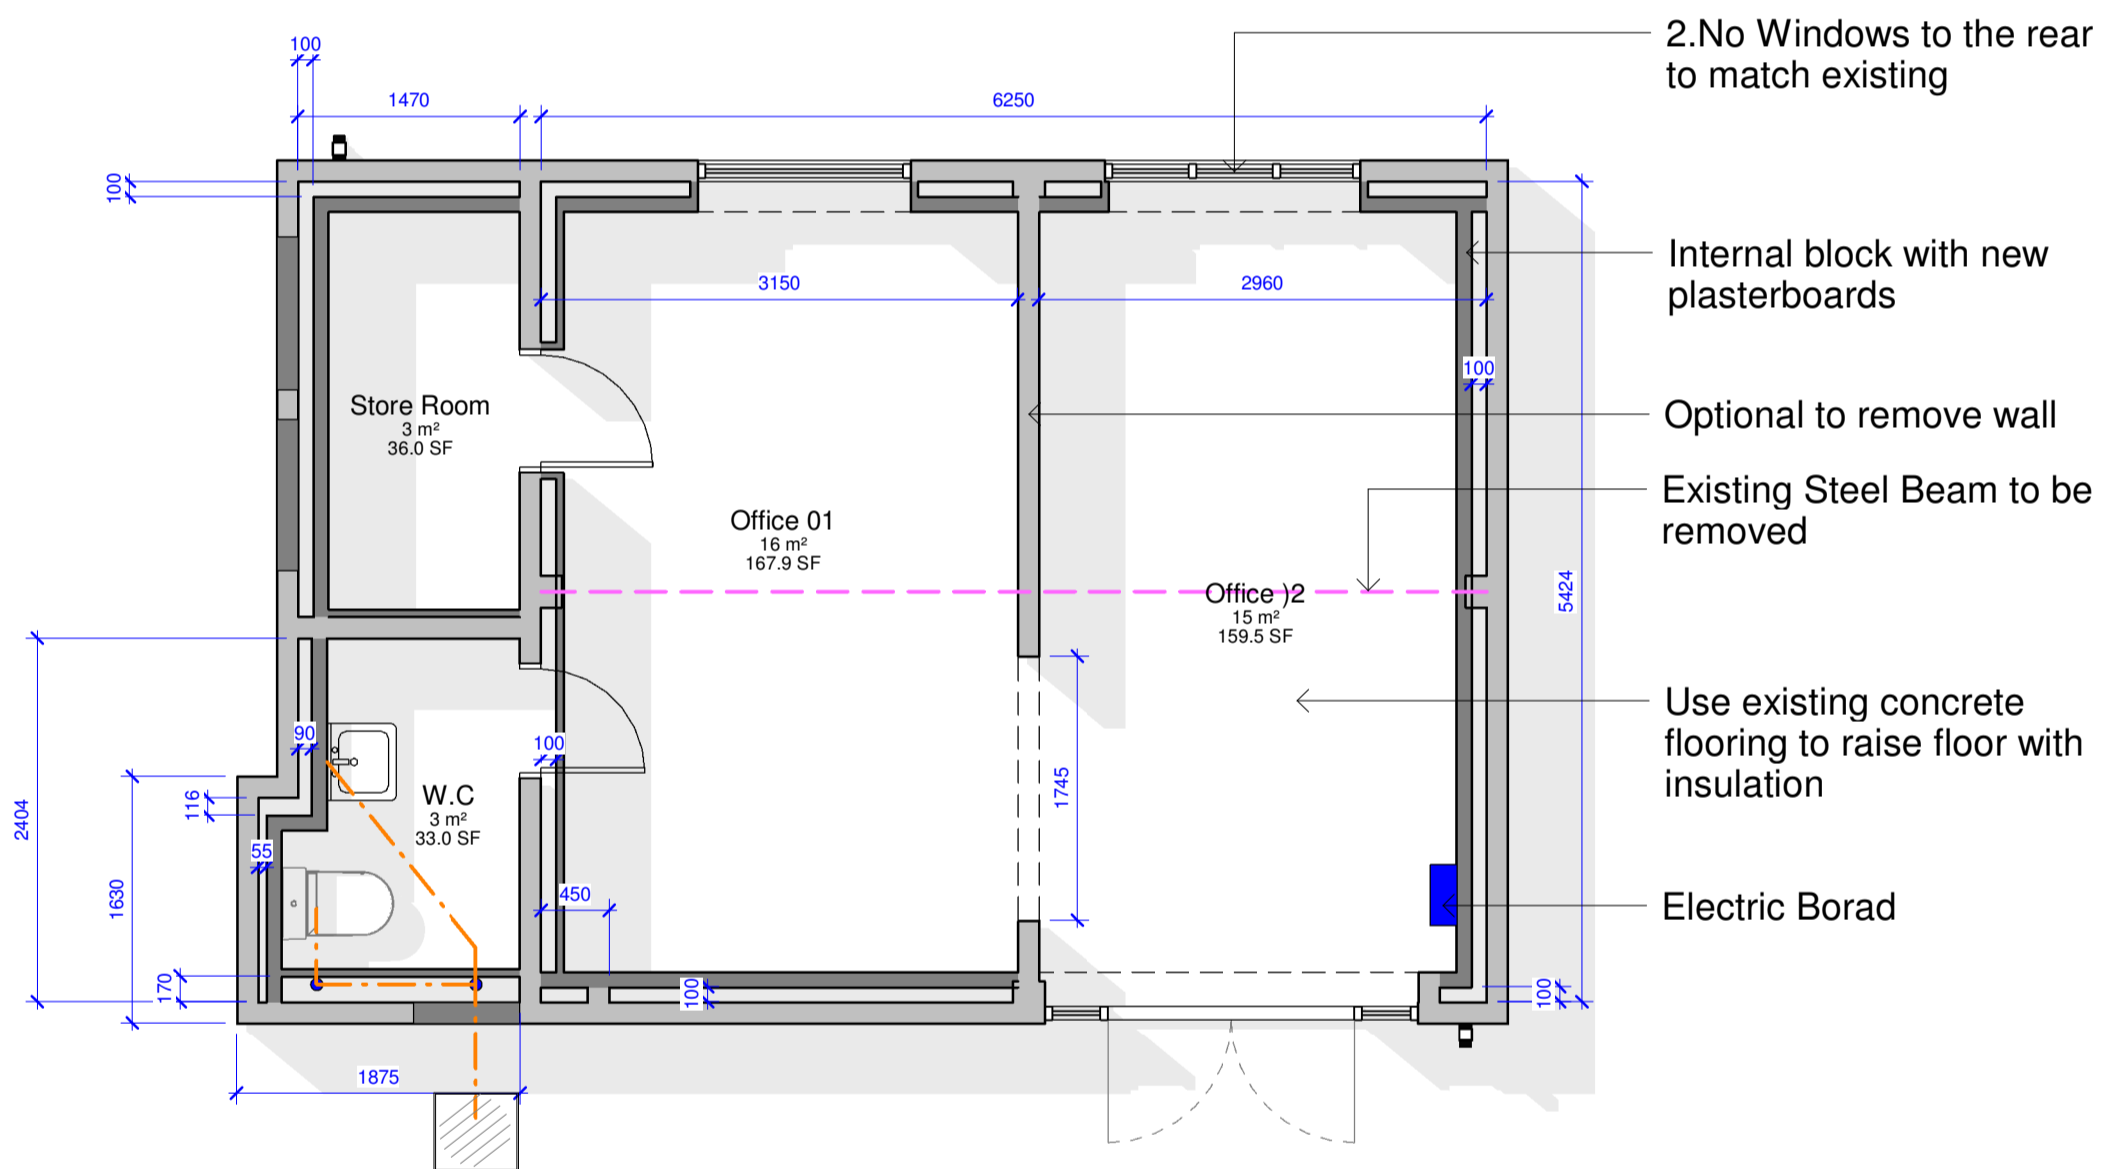 2.No Windows to the rear
to match existing
100
1470
6250
100
Internal block with new
plasterboards
3150
2960
100
Store Room
3 m²
36.0 SF
Optional to remove wall
Existing Steel Beam to be
removed
Office 01
16 m²
167.9 SF
Office )2
15 m²
159.5 SF
5424
Use existing concrete
flooring to raise floor with
insulation
90
100
1745
116
W.C
3 m²
33.0 SF
2404
55
1630
450
Electric Borad
170
100
100
1875